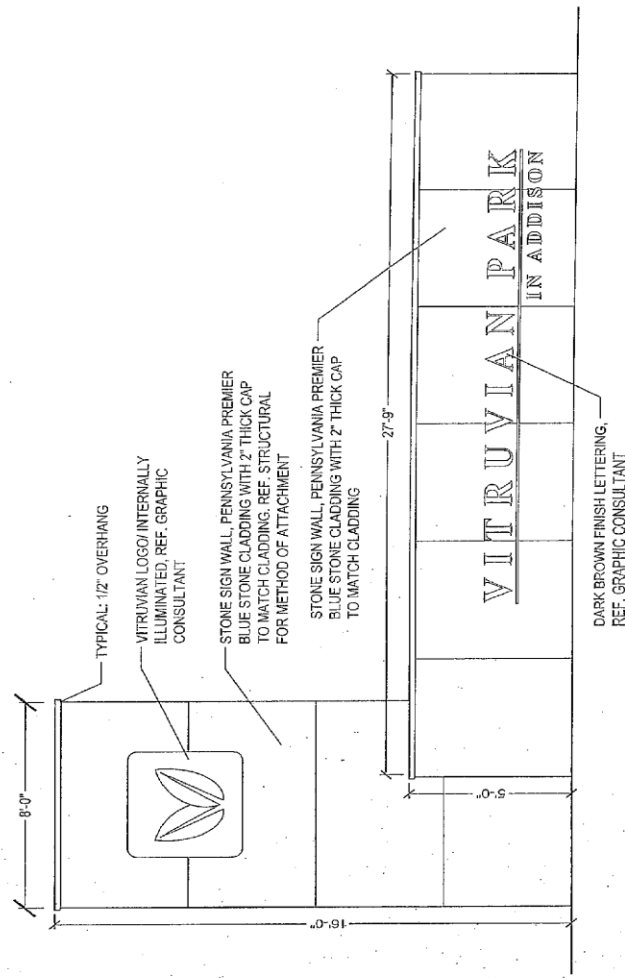 8'-0"
TYPICAL: 1/2" OVERHANG
VITRUVIAN LOGO/ INTERNALLY
ILLUMINATED, REF. GRAPHIC
CONSULTANT
STONE SIGN WALL, PENNSYLVANIA PREMIER
BLUE STONE CLADDING WITH 2" THICK CAP
TO MATCH CLADDING. REF. STRUCTURAL
FOR METHOD OF ATTACHMENT
STONE SIGN WALL, PENNSYLVANIA PREMIER
BLUE STONE CLADDING WITH 2" THICK CAP
TO MATCH CLADDING
27'-9"
16'-0"
5'-0"
VITRUVIAN PARK
IN ADDISON
DARK BROWN FINISH LETTERING,
REF. GRAPHIC CONSULTANT